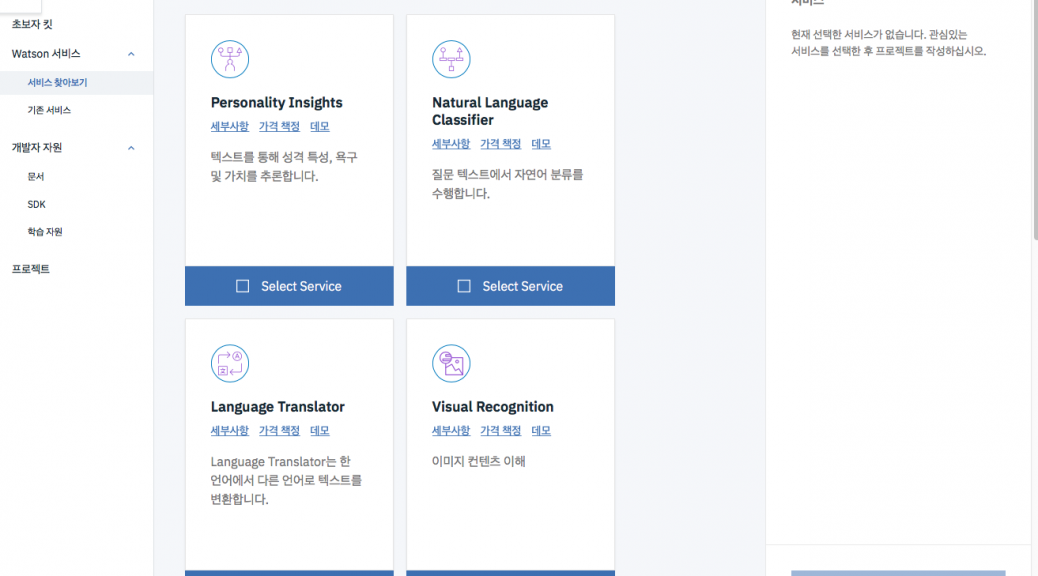 초보자 킷
Watson 서비스
서비스 찾아보기
기존 서비스
개발자 자원
문서
SDK
학습 자원
프로젝트
Personality Insights
세부사항 가격 책정 데모
텍스트를 통해 성격 특성, 욕구
및 가치를 추론합니다.
Select Service
Natural Language
Classifier
세부사항 가격 책정 데모
질문 텍스트에서 자연어 분류를
수행합니다.
Select Service
Language Translator
세부사항 가격 책정 데모
Language Translator는 한
언어에서 다른 언어로 텍스트를
변환합니다.
Visual Recognition
세부사항 가격 책정 데모
이미지 컨텐츠 이해
서비스
현재 선택한 서비스가 없습니다. 관심있는
서비스를 선택한 후 프로젝트를 작성하십시오.